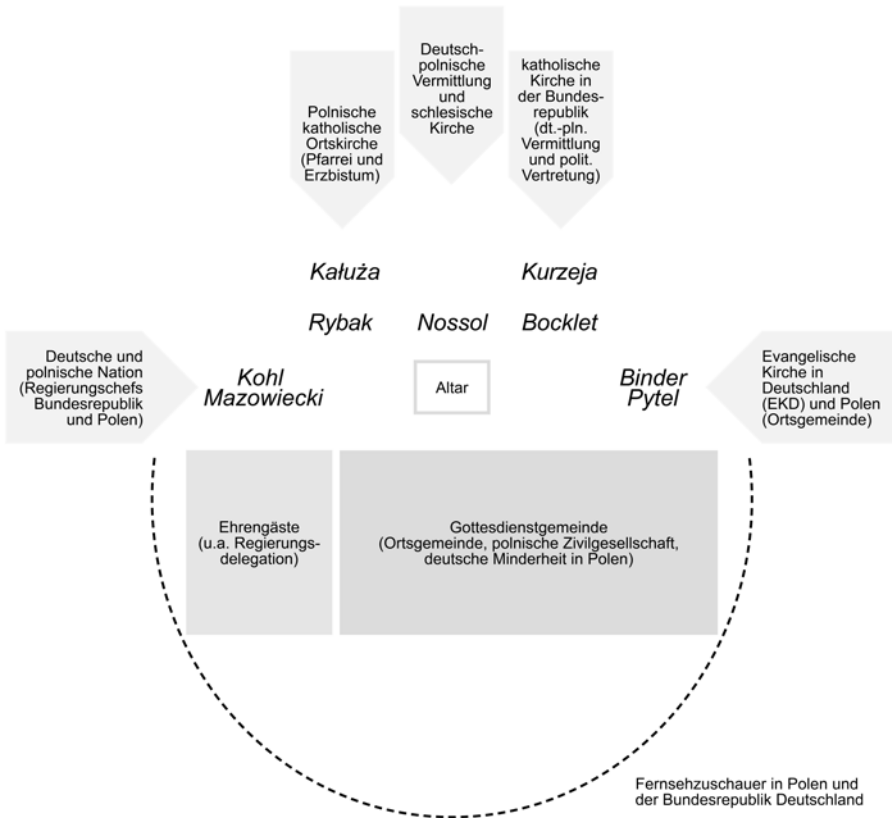 Deutsch-
polnische
Vermittlung
und
schlesische
Kirche
Polnische
katholische
Ortskirche
(Pfarrei und
Erzbistum)
katholische
Kirche in
der Bundes-
republik
(dt.-pln.
Vermittlung
und polit.
Vertretung)
Kałuża
Kurzeja
Rybak
Nossol
Bocklet
Deutsche und
polnische Nation
(Regierungschefs
Bundesrepublik
und Polen)
Kohl
Mazowiecki
Altar
Binder
Pytel
Evangelische
Kirche in
Deutschland
(EKD) und Polen
(Ortsgemeinde)
Ehrengäste
(u.a. Regierungs-
delegation)
Gottesdienstgemeinde
(Ortsgemeinde, polnische Zivilgesellschaft,
deutsche Minderheit in Polen)
Fernsehzuschauer in Polen und
der Bundesrepublik Deutschland